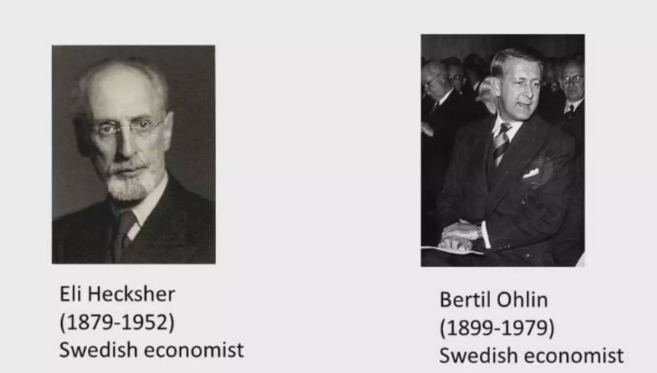 Eli Hecksher
(1879-1952)
Swedish economist
Bertil Ohlin
(1899-1979)
Swedish economist